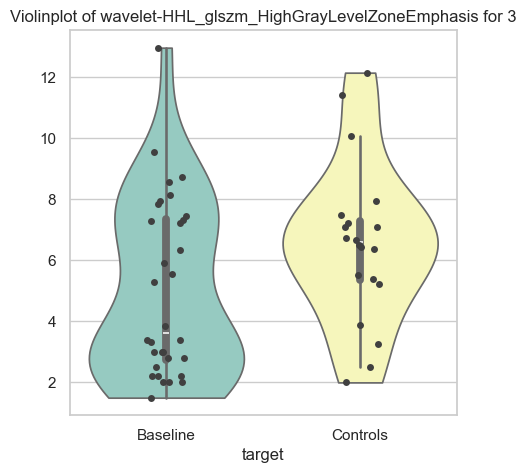 Violinplot of wavelet-HHL_glszm_HighGrayLevelZoneEmphasis for 3
12
10
8
6
4
2
Baseline
Controls
target